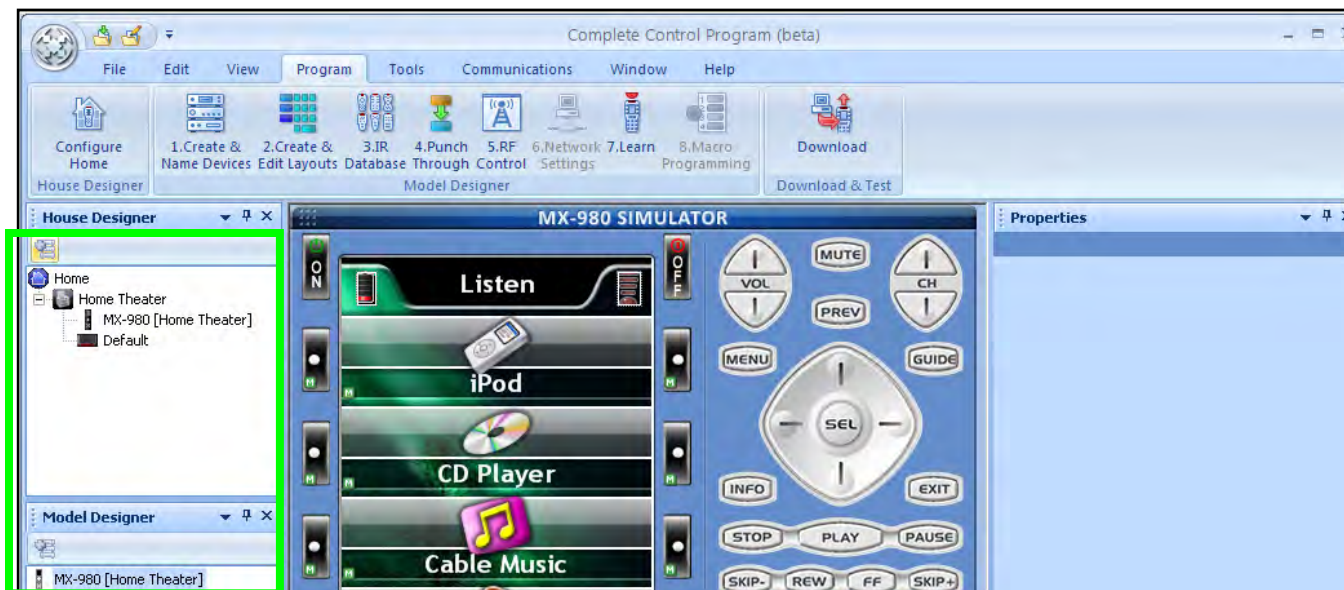 Complete Control Program (beta)
File Edit View Program Tools Communications Window Help
Configure Home
1.Create & Name Devices
2.Create & Edit Layouts
3.IR Database
4.Punch Through
5.RF Control
6.Network Settings
7.Learn
8.Macro Programming
Download
House Designer
Model Designer
Download & Test
House Designer
Home
Home Theater
MX-980 [Home Theater]
Default
Model Designer
MX-980 [Home Theater]
MX-980 SIMULATOR
ON
Listen
OFF
M
iPod
M
M
M
CD Player
M
M
M
Cable Music
M
M
VOL
MUTE
CH
PREV
MENU
GUIDE
SEL
INFO
EXIT
STOP
PLAY
PAUSE
SKIP-
REW
FF
SKIP+
Properties